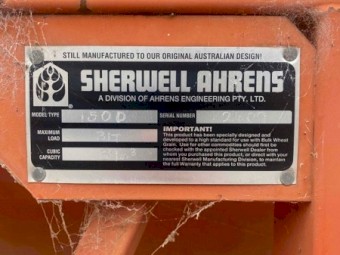 STILL MANUFACTURED TO OUR ORIGINAL AUSTRALIAN DESIGN!
SHERWELL AHRENS
A DIVISION OF AHRENS ENGINEERING PTY. LTD.
MODEL TYPE 1300 SERIAL NUMBER
MAXIMUM LOAD
CUBIC CAPACITY
IMPORTANT!
This product has been specially designed and
developed to a high standard for use with Bulk Wheat
Grain. Use for other commodities should first be
checked with the appointed Sherwell Dealer from
whom you purchased this product, or direct with your
nearest Sherwell Manufacturing Division, to maintain
the full Warranty that applies to this product.